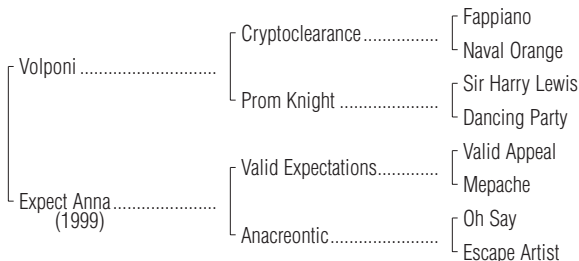 Fappiano
Cryptoclearance................
Naval Orange
Volponi ............................
Sir Harry Lewis
Prom Knight .....................
Dancing Party
Valid Appeal
Valid Expectations.............
Mepache
Expect Anna.....................
(1999)
Oh Say
Anacreontic.......................
Escape Artist